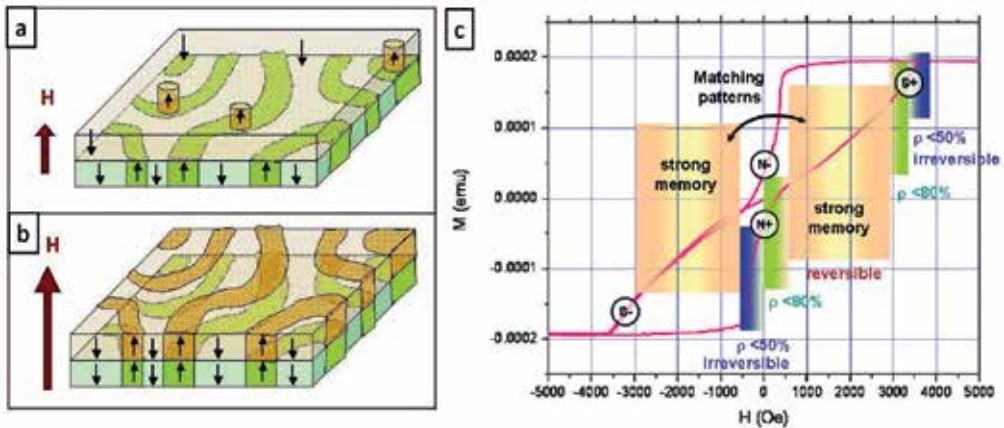 a
H
b
H
c
M (emu)
0.0002
0.0001
0.0000
-0.0001
-0.0002
Matching
patterns
strong
memory
strong
memory
N-
N+
S+
S-
ρ <50%
irreversible
ρ <80%
reversible
ρ <80%
ρ <50%
irreversible
-5000 -4000 -3000 -2000 -1000 0 1000 2000 3000 4000 5000
H (Oe)